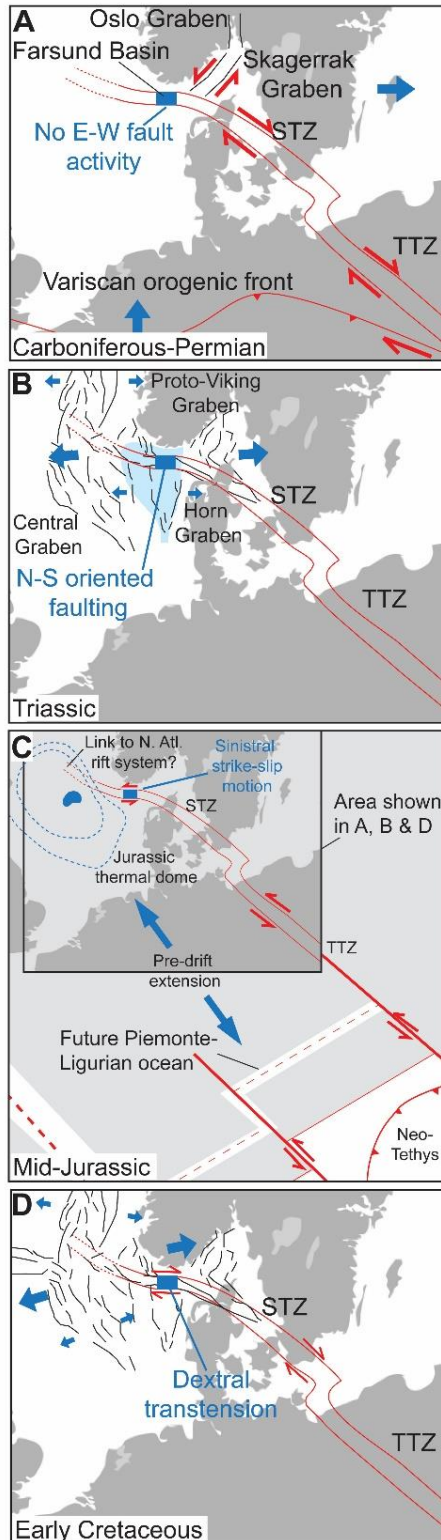 A
Oslo Graben
Farsund Basin
Skagerrak
Graben
No E-W fault
activity
STZ
TTZ
Variscan orogenic front
Carboniferous-Permian
B
Proto-Viking
Graben
STZ
Central
Graben
Horn
Graben
N-S oriented
faulting
TTZ
Triassic
C
Link to N. Atl.
rift system?
Sinistral
strike-slip
motion
STZ
Area shown
in A, B & D
Jurassic
thermal dome
TTZ
Pre-drift
extension
Future Piemonte-
Ligurian ocean
Neo-
Tethys
Mid-Jurassic
D
STZ
Dextral
transtension
TTZ
Early Cretaceous